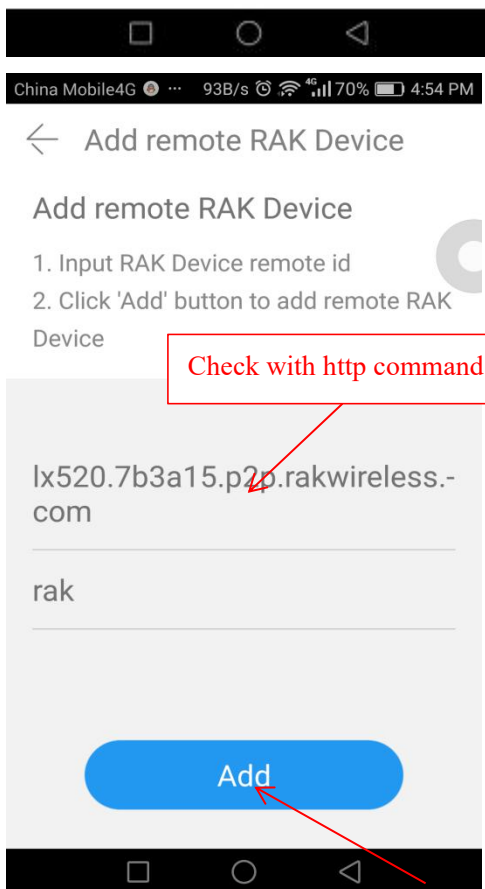 China Mobile4G ··· 93B/s 4G 70% 4:54 PM
Add remote RAK Device
Add remote RAK Device
1. Input RAK Device remote id
2. Click 'Add' button to add remote RAK
Device
Check with http command
lx520.7b3a15.p2p.rakwireless.-
com
rak
Add